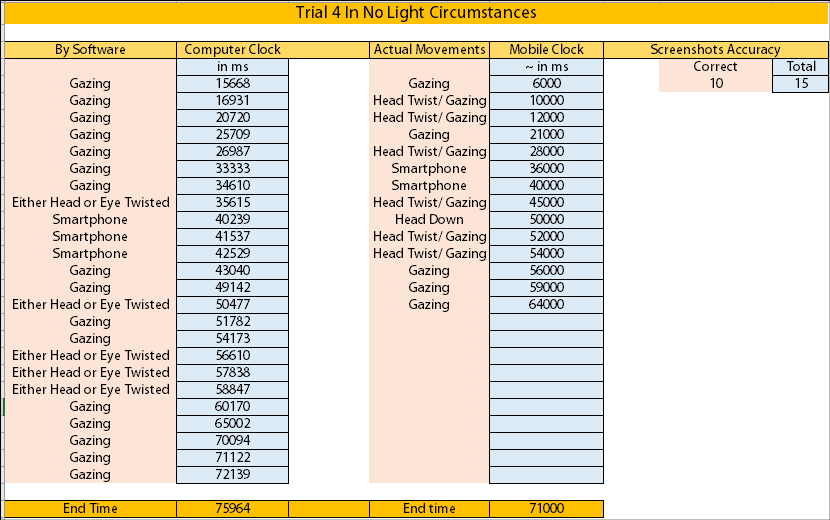 Trial 4 In No Light Circumstances
By Software Computer Clock Actual Movements Mobile Clock Screenshots Accuracy
in ms ~ in ms Correct Total
Gazing 15668 Gazing 6000 10 15
Gazing 16931 Head Twist/ Gazing 10000
Gazing 20720 Head Twist/ Gazing 12000
Gazing 25709 Gazing 21000
Gazing 26987 Head Twist/ Gazing 28000
Gazing 33333 Smartphone 36000
Gazing 34610 Smartphone 40000
Either Head or Eye Twisted 35615 Head Twist/ Gazing 45000
Smartphone 40239 Head Down 50000
Smartphone 41537 Head Twist/ Gazing 52000
Smartphone 42529 Head Twist/ Gazing 54000
Gazing 43040 Gazing 56000
Gazing 49142 Gazing 59000
Either Head or Eye Twisted 50477 Gazing 64000
Gazing 51782
Gazing 54173
Either Head or Eye Twisted 56610
Either Head or Eye Twisted 57838
Either Head or Eye Twisted 58847
Gazing 60170
Gazing 65002
Gazing 70094
Gazing 71122
Gazing 72139
End Time 75964 End time 71000